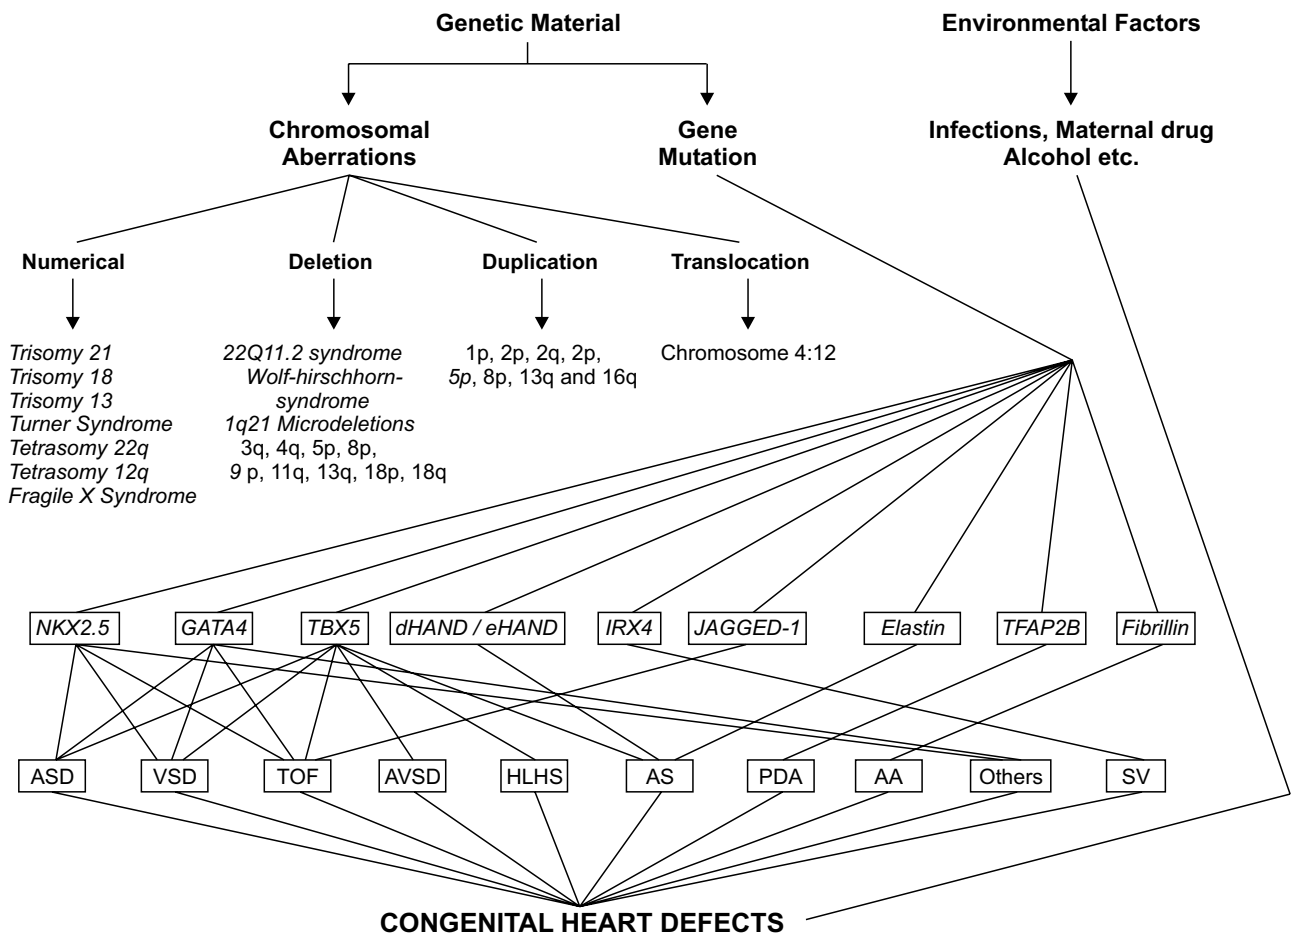 Genetic Material
Environmental Factors
Chromosomal
Aberrations
Gene
Mutation
Infections, Maternal drug
Alcohol etc.
Numerical
Deletion
Duplication
Translocation
Trisomy 21
Trisomy 18
Trisomy 13
Turner Syndrome
Tetrasomy 22q
Tetrasomy 12q
Fragile X Syndrome
22Q11.2 syndrome
Wolf-hirschhorn-
syndrome
1q21 Microdeletions
3q, 4q, 5p, 8p,
9 p, 11q, 13q, 18p, 18q
1p, 2p, 2q, 2p,
5p, 8p, 13q and 16q
Chromosome 4:12
NKX2.5
GATA4
TBX5
dHAND / eHAND
IRX4
JAGGED-1
Elastin
TFAP2B
Fibrillin
ASD
VSD
TOF
AVSD
HLHS
AS
PDA
AA
Others
SV
CONGENITAL HEART DEFECTS